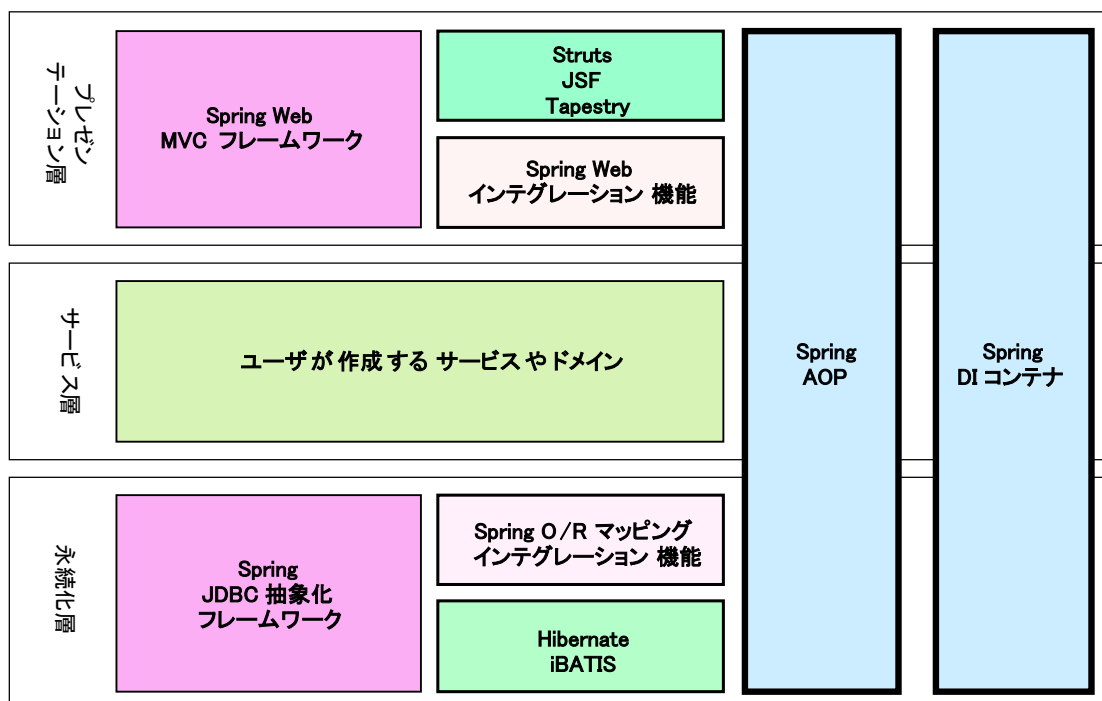 プレゼン
テーション層
Spring Web
MVC フレームワーク
Struts
JSF
Tapestry
Spring Web
インテグレーション 機能
サービス層
ユーザが作成するサービスやドメイン
Spring
AOP
Spring
DI コンテナ
永続化層
Spring
JDBC 抽象化
フレームワーク
Spring O/R マッピング
インテグレーション 機能
Hibernate
iBATIS